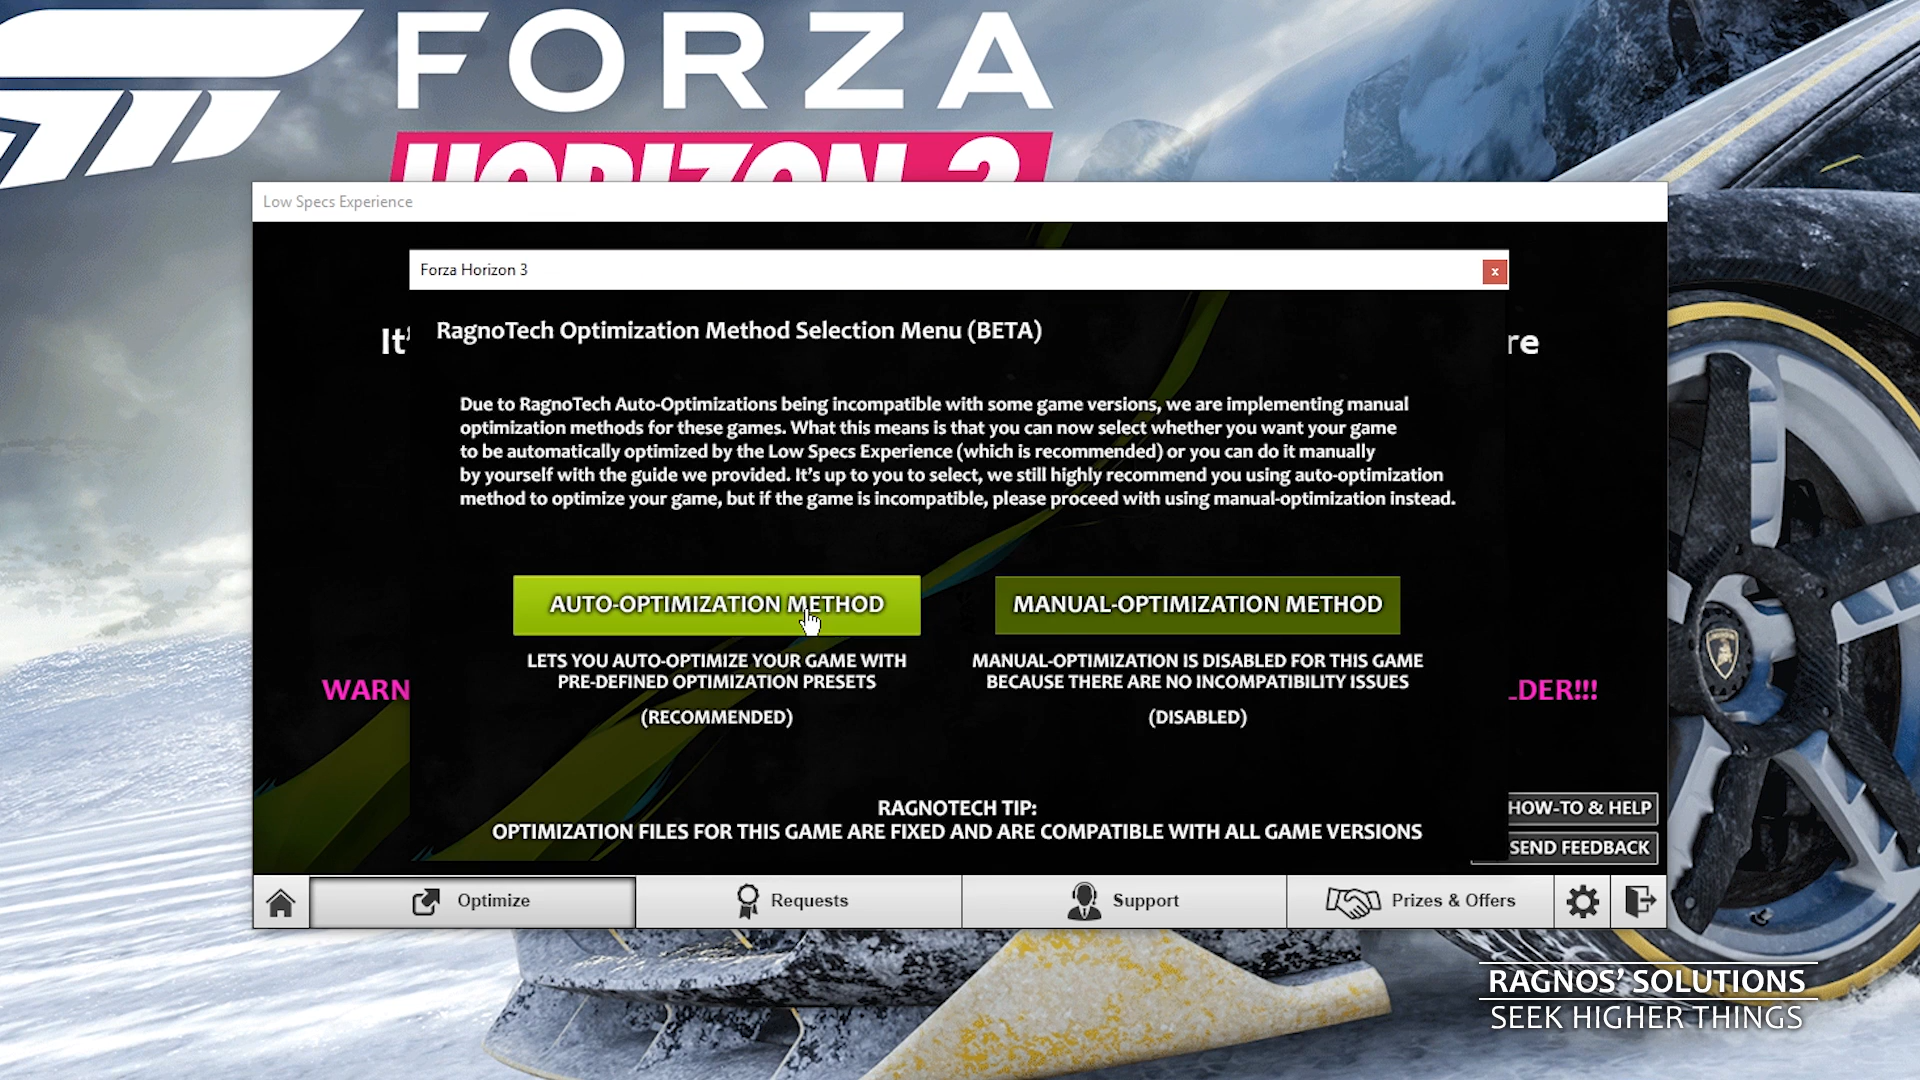 FORZA
HORIZON 3
Low Specs Experience
Forza Horizon 3
x
It'
re
RagnoTech Optimization Method Selection Menu (BETA)
Due to RagnoTech Auto-Optimizations being incompatible with some game versions, we are implementing manual
optimization methods for these games. What this means is that you can now select whether you want your game
to be automatically optimized by the Low Specs Experience (which is recommended) or you can do it manually
by yourself with the guide we provided. It's up to you to select, we still highly recommend you using auto-optimization
method to optimize your game, but if the game is incompatible, please proceed with using manual-optimization instead.
AUTO-OPTIMIZATION METHOD
MANUAL-OPTIMIZATION METHOD
LETS YOU AUTO-OPTIMIZE YOUR GAME WITH
PRE-DEFINED OPTIMIZATION PRESETS
(RECOMMENDED)
MANUAL-OPTIMIZATION IS DISABLED FOR THIS GAME
BECAUSE THERE ARE NO INCOMPATIBILITY ISSUES
(DISABLED)
WARN
LDER!!!
RAGNOTECH TIP:
OPTIMIZATION FILES FOR THIS GAME ARE FIXED AND ARE COMPATIBLE WITH ALL GAME VERSIONS
HOW-TO & HELP
SEND FEEDBACK
Optimize
Requests
Support
Prizes & Offers
RAGNOS' SOLUTIONS
SEEK HIGHER THINGS